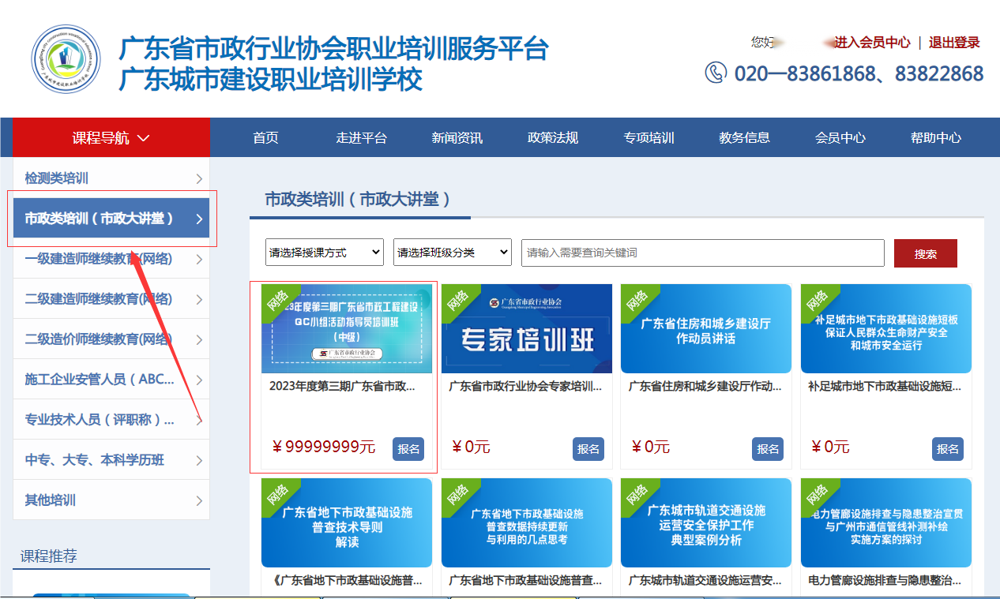 广东省市政行业协会职业培训服务平台
广东城市建设职业培训学校
您好
进入会员中心 | 退出登录
020—83861868、83822868
课程导航
首页
走进平台
新闻资讯
政策法规
专项培训
教务信息
会员中心
帮助中心
检测类培训
市政类培训（市政大讲堂）
一级建造师继续教育(网络)
二级建造师继续教育(网络)
二级造价师继续教育(网络)
施工企业安管人员（ABC...
专业技术人员（评职称）...
中专、大专、本科学历班
其他培训
课程推荐
市政类培训（市政大讲堂）
请选择授课方式
请选择班级分类
请输入需要查询关键词
搜索
网络
3年度第三期广东省市政工程建设
QC小组活动指导员培训班
（中级）
广东省市政行业协会
2023年度第三期广东省市政...
￥99999999元
报名
网络
广东省市政行业协会
专家培训班
广东省市政行业协会专家培训...
￥0元
报名
网络
广东省住房和城乡建设厅
作动员讲话
广东省住房和城乡建设厅作动...
￥0元
报名
网络
补足城市地下市政基础设施短板
保证人民群众生命财产安全
和城市安全运行
补足城市地下市政基础设施短...
￥0元
报名
网络
广东省地下市政基础设施
普查技术导则
解读
《广东省地下市政基础设施普...
网络
广东省地下市政基础设施
普查数据持续更新
与利用的几点思考
广东省地下市政基础设施普查...
网络
广东城市轨道交通设施
运营安全保护工作
典型案例分析
广东城市轨道交通设施运营安...
网络
电力管廊设施排查与隐患整治宣贯
与广州市通信管线补测补绘
实施方案的探讨
电力管廊设施排查与隐患整治...